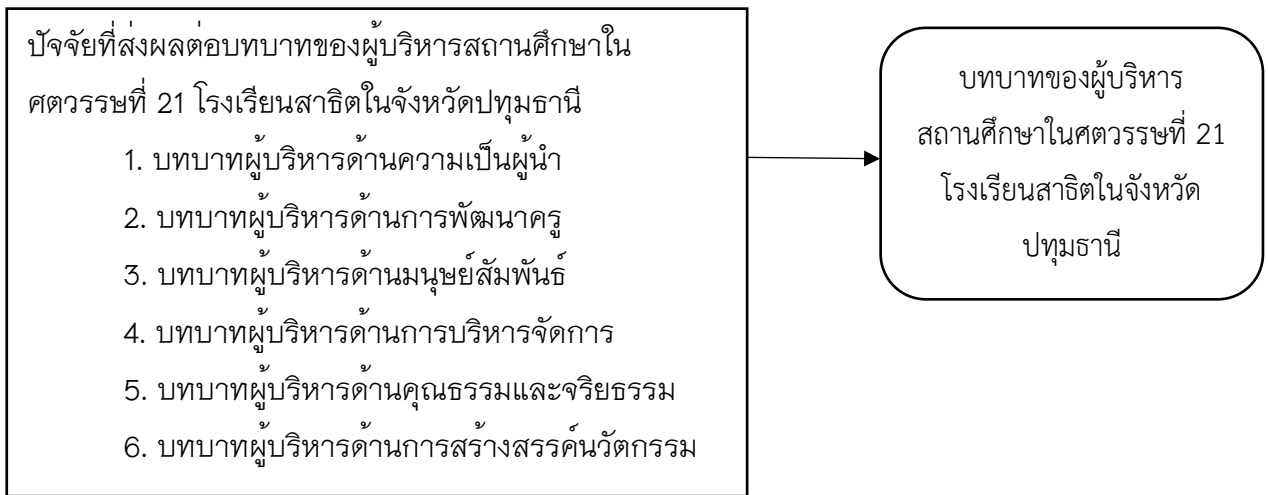 ปัจจัยที่ส่งผลต่อบทบาทของผู้บริหารสถานศึกษาใน
ศตวรรษที่ 21 โรงเรียนสาธิตในจังหวัดปทุมธานี
1. บทบาทผู้บริหารด้านความเป็นผู้นำ
2. บทบาทผู้บริหารด้านการพัฒนาครู
3. บทบาทผู้บริหารด้านมนุษย์สัมพันธ์
4. บทบาทผู้บริหารด้านการบริหารจัดการ
5. บทบาทผู้บริหารด้านคุณธรรมและจริยธรรม
6. บทบาทผู้บริหารด้านการสร้างสรรค์นวัตกรรม
บทบาทของผู้บริหาร
สถานศึกษาในศตวรรษที่ 21
โรงเรียนสาธิตในจังหวัด
ปทุมธานี